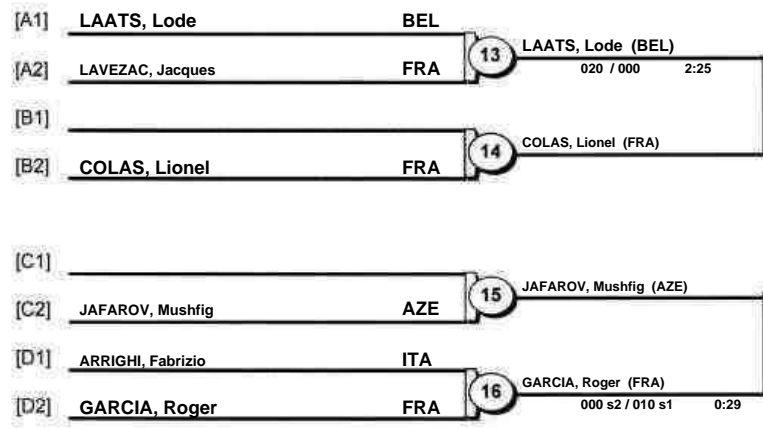 [A1] LAATS, Lode BEL
13 LAATS, Lode (BEL)
[A2] LAVEZAC, Jacques FRA
020 / 000 2:25
[B1]
14 COLAS, Lionel (FRA)
[B2] COLAS, Lionel FRA
[C1]
15 JAFAROV, Mushfig (AZE)
[C2] JAFAROV, Mushfig AZE
[D1] ARRIGHI, Fabrizio ITA
16 GARCIA, Roger (FRA)
[D2] GARCIA, Roger FRA
000 s2 / 010 s1 0:29